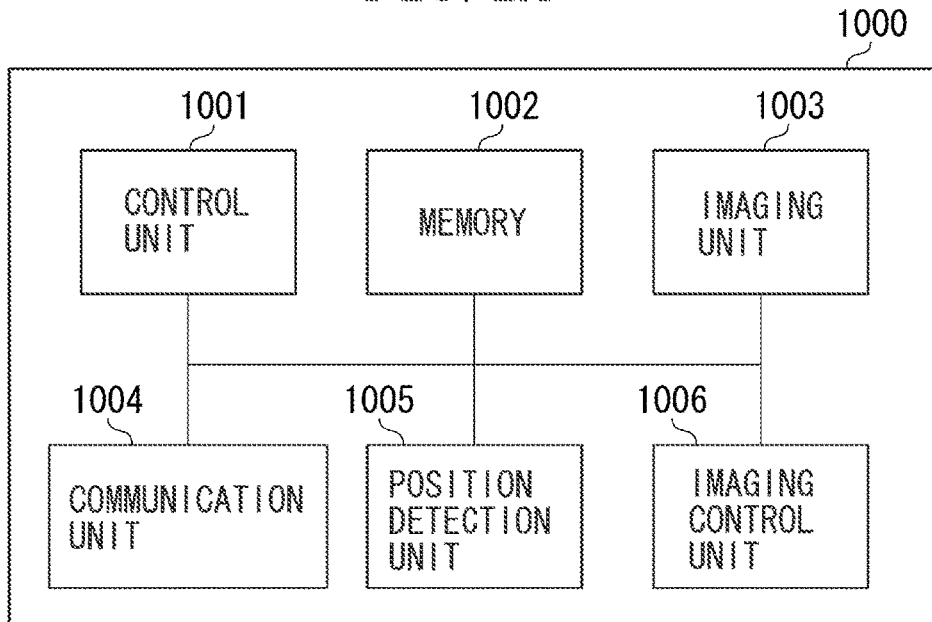 1000
1001
1002
1003
CONTROL
UNIT
MEMORY
IMAGING
UNIT
1004
1005
1006
COMMUNICATION
UNIT
POSITION
DETECTION
UNIT
IMAGING
CONTROL
UNIT